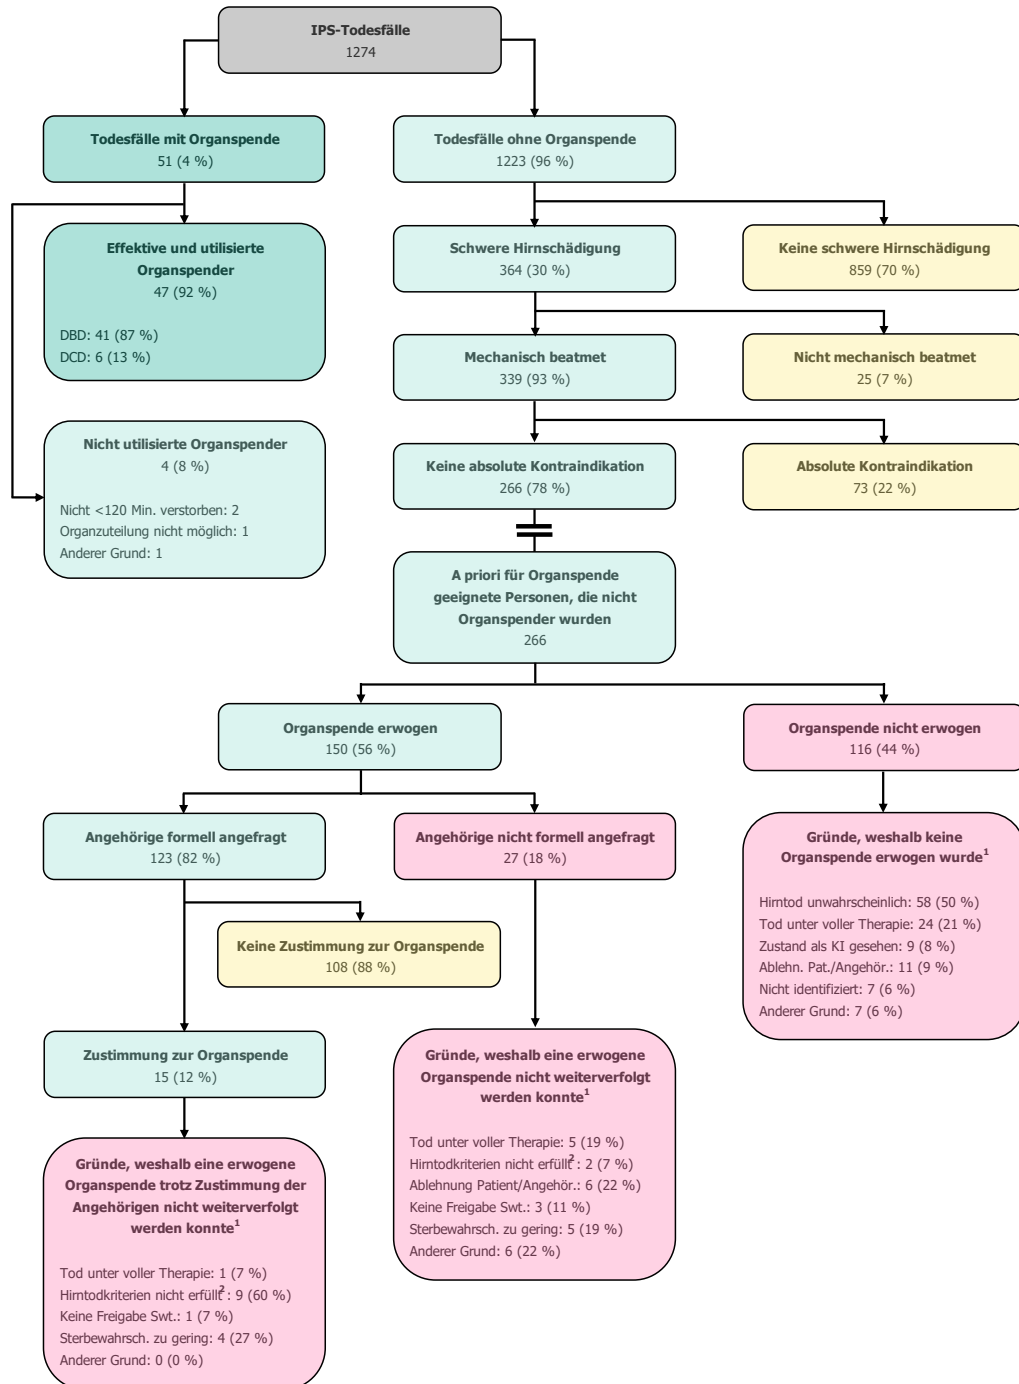 IPS-Todesfälle
1274
Todesfälle mit Organspende
51 (4 %)
Todesfälle ohne Organspende
1223 (96 %)
Effektive und utilisierte
Organspender
47 (92 %)
DBD: 41 (87 %)
DCD: 6 (13 %)
Schwere Hirnschädigung
364 (30 %)
Keine schwere Hirnschädigung
859 (70 %)
Mechanisch beatmet
339 (93 %)
Nicht mechanisch beatmet
25 (7 %)
Nicht utilisierte Organspender
4 (8 %)
Nicht <120 Min. verstorben: 2
Organzuteilung nicht möglich: 1
Anderer Grund: 1
Keine absolute Kontraindikation
266 (78 %)
Absolute Kontraindikation
73 (22 %)
A priori für Organspende
geeignete Personen, die nicht
Organspender wurden
266
Organspende erwogen
150 (56 %)
Organspende nicht erwogen
116 (44 %)
Angehörige formell angefragt
123 (82 %)
Angehörige nicht formell angefragt
27 (18 %)
Gründe, weshalb keine
Organspende erwogen wurde¹
Hirntod unwahrscheinlich: 58 (50 %)
Tod unter voller Therapie: 24 (21 %)
Zustand als KI gesehen: 9 (8 %)
Ablehn. Pat./Angehör.: 11 (9 %)
Nicht identifiziert: 7 (6 %)
Anderer Grund: 7 (6 %)
Keine Zustimmung zur Organspende
108 (88 %)
Zustimmung zur Organspende
15 (12 %)
Gründe, weshalb eine erwogene
Organspende nicht weiterverfolgt
werden konnte¹
Tod unter voller Therapie: 5 (19 %)
Hirntodkriterien nicht erfüllt²: 2 (7 %)
Ablehnung Patient/Angehör.: 6 (22 %)
Keine Freigabe Swt.: 3 (11 %)
Sterbewahrsch. zu gering: 5 (19 %)
Anderer Grund: 6 (22 %)
Gründe, weshalb eine erwogene
Organspende trotz Zustimmung der
Angehörigen nicht weiterverfolgt
werden konnte¹
Tod unter voller Therapie: 1 (7 %)
Hirntodkriterien nicht erfüllt²: 9 (60 %)
Keine Freigabe Swt.: 1 (7 %)
Sterbewahrsch. zu gering: 4 (27 %)
Anderer Grund: 0 (0 %)